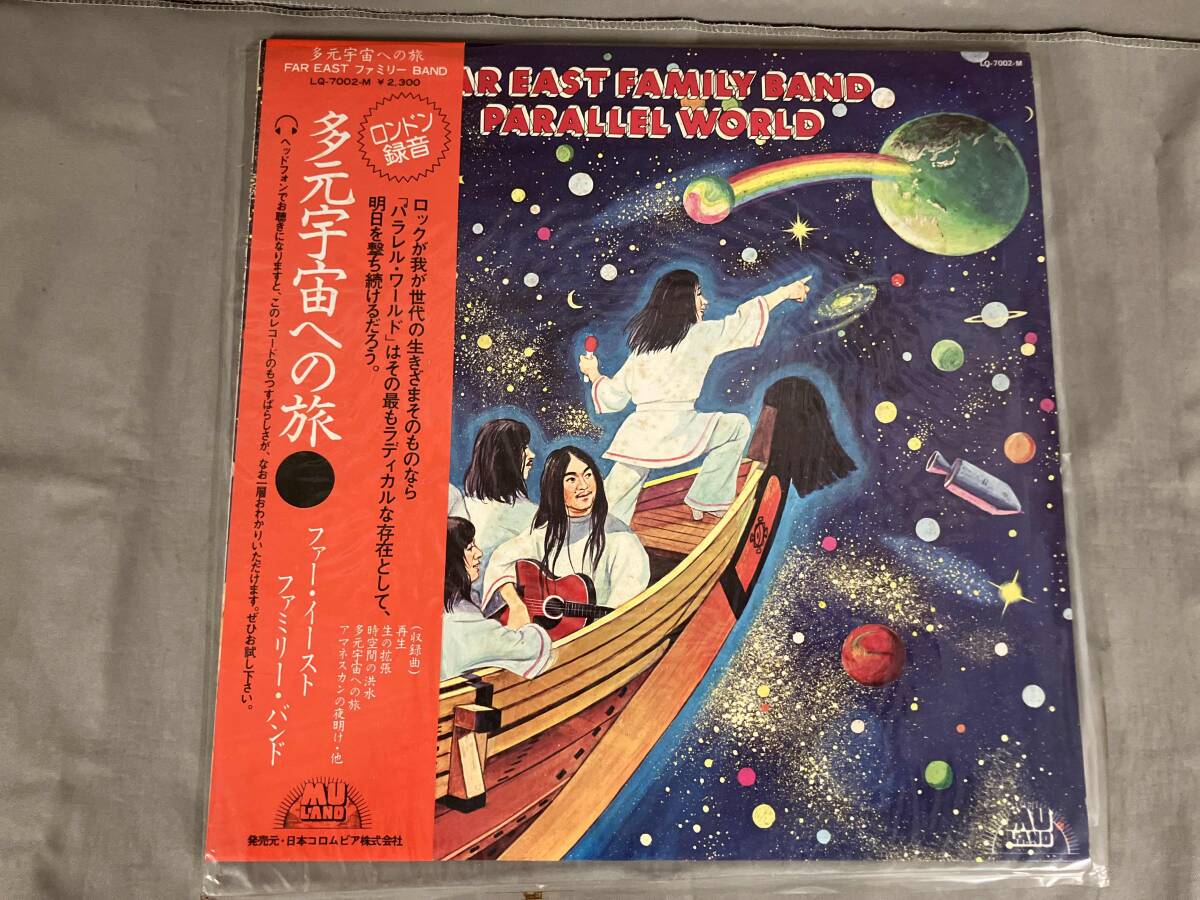 多元宇宙への旅
FAR EAST ファミリー BAND
LQ-7002-M ¥2,300
ロンドン
録音
ロックが我が世代の生きざまそのものなら
「パラレル・ワールド」はその最もラディカルな存在として、
明日を撃ち続けるだろう。
多元宇宙への旅
ファー・イースト
ファミリー・バンド
ヘッドフォンでお聴きになりますと、このレコードのもつすばらしさが、なお一層おわかりいただけます。ぜひお試し下さい。
(収録曲)
再生
生の拡張
時空間の洪水
多元宇宙への旅
アマネスカンの夜明け・他
MU
LAND
発売元・日本コロムビア株式会社
LQ-7002-M
AR EAST FAMILY BAND
PARALLEL WORLD
MU
LAND